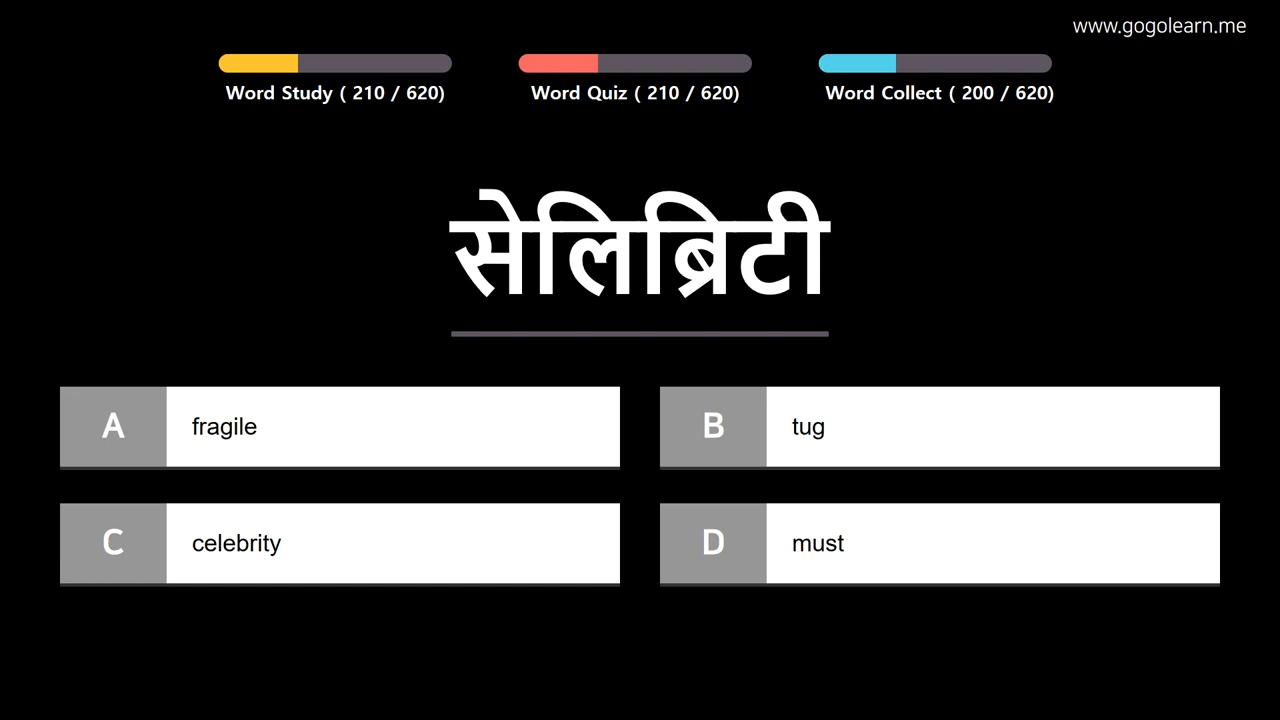 www.gogolearn.me
Word Study ( 210 / 620)
Word Quiz ( 210 / 620)
Word Collect ( 200 / 620)
सेलिब्रिटी
A fragile
B tug
C celebrity
D must